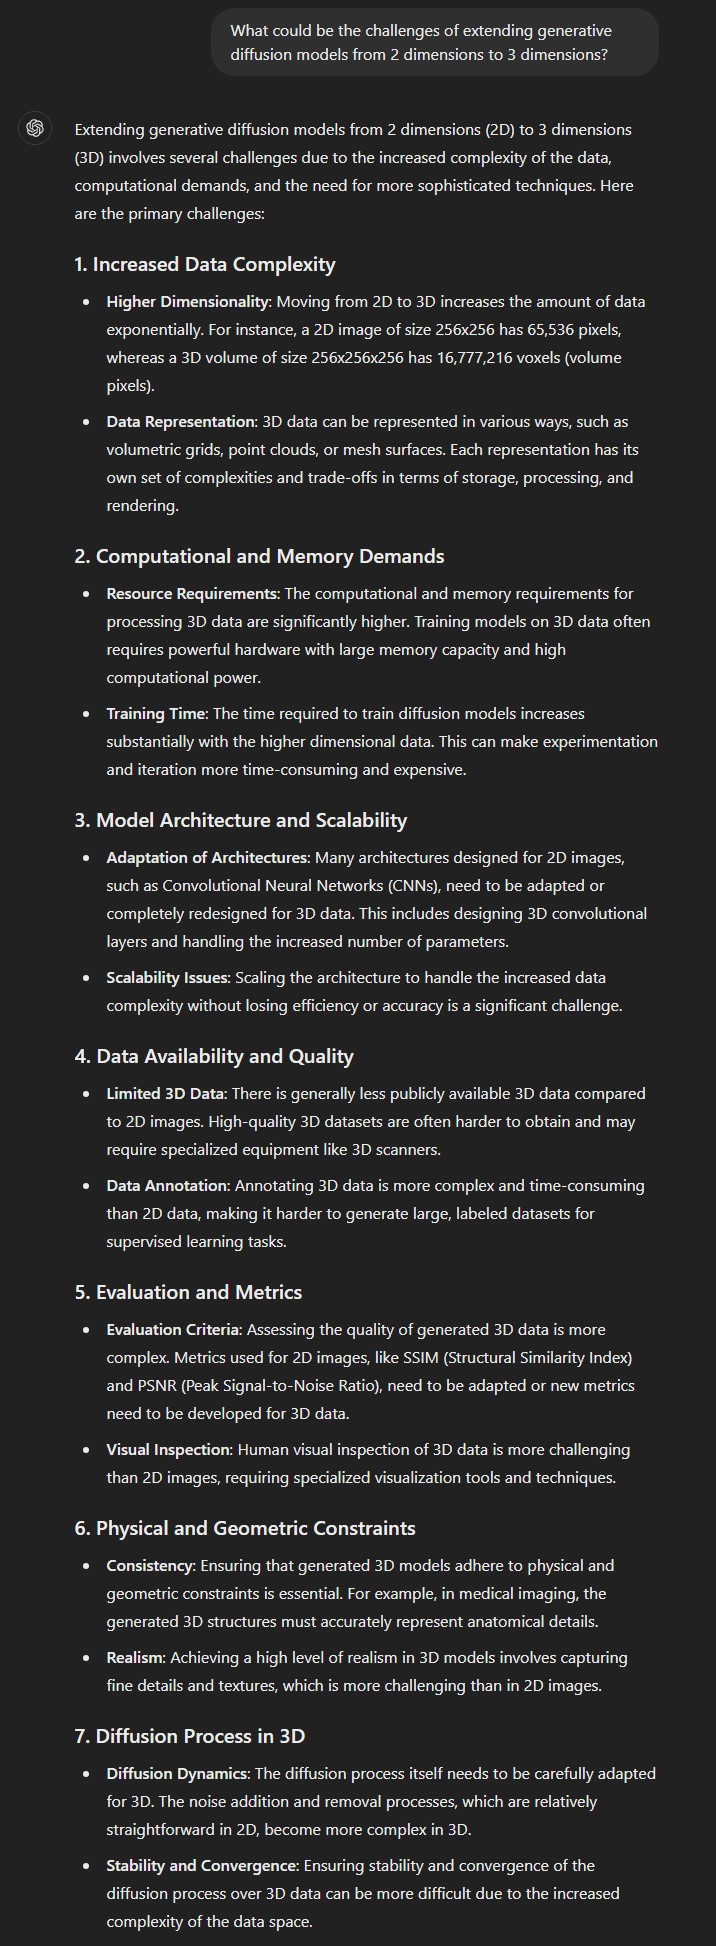 What could be the challenges of extending generative
diffusion models from 2 dimensions to 3 dimensions?
Extending generative diffusion models from 2 dimensions (2D) to 3 dimensions
(3D) involves several challenges due to the increased complexity of the data,
computational demands, and the need for more sophisticated techniques. Here
are the primary challenges:
1. Increased Data Complexity
• Higher Dimensionality: Moving from 2D to 3D increases the amount of data
exponentially. For instance, a 2D image of size 256x256 has 65,536 pixels,
whereas a 3D volume of size 256x256x256 has 16,777,216 voxels (volume
pixels).
• Data Representation: 3D data can be represented in various ways, such as
volumetric grids, point clouds, or mesh surfaces. Each representation has its
own set of complexities and trade-offs in terms of storage, processing, and
rendering.
2. Computational and Memory Demands
• Resource Requirements: The computational and memory requirements for
processing 3D data are significantly higher. Training models on 3D data often
requires powerful hardware with large memory capacity and high
computational power.
• Training Time: The time required to train diffusion models increases
substantially with the higher dimensional data. This can make experimentation
and iteration more time-consuming and expensive.
3. Model Architecture and Scalability
• Adaptation of Architectures: Many architectures designed for 2D images,
such as Convolutional Neural Networks (CNNs), need to be adapted or
completely redesigned for 3D data. This includes designing 3D convolutional
layers and handling the increased number of parameters.
• Scalability Issues: Scaling the architecture to handle the increased data
complexity without losing efficiency or accuracy is a significant challenge.
4. Data Availability and Quality
• Limited 3D Data: There is generally less publicly available 3D data compared
to 2D images. High-quality 3D datasets are often harder to obtain and may
require specialized equipment like 3D scanners.
• Data Annotation: Annotating 3D data is more complex and time-consuming
than 2D data, making it harder to generate large, labeled datasets for
supervised learning tasks.
5. Evaluation and Metrics
• Evaluation Criteria: Assessing the quality of generated 3D data is more
complex. Metrics used for 2D images, like SSIM (Structural Similarity Index)
and PSNR (Peak Signal-to-Noise Ratio), need to be adapted or new metrics
need to be developed for 3D data.
• Visual Inspection: Human visual inspection of 3D data is more challenging
than 2D images, requiring specialized visualization tools and techniques.
6. Physical and Geometric Constraints
• Consistency: Ensuring that generated 3D models adhere to physical and
geometric constraints is essential. For example, in medical imaging, the
generated 3D structures must accurately represent anatomical details.
• Realism: Achieving a high level of realism in 3D models involves capturing
fine details and textures, which is more challenging than in 2D images.
7. Diffusion Process in 3D
• Diffusion Dynamics: The diffusion process itself needs to be carefully adapted
for 3D. The noise addition and removal processes, which are relatively
straightforward in 2D, become more complex in 3D.
• Stability and Convergence: Ensuring stability and convergence of the
diffusion process over 3D data can be more difficult due to the increased
complexity of the data space.